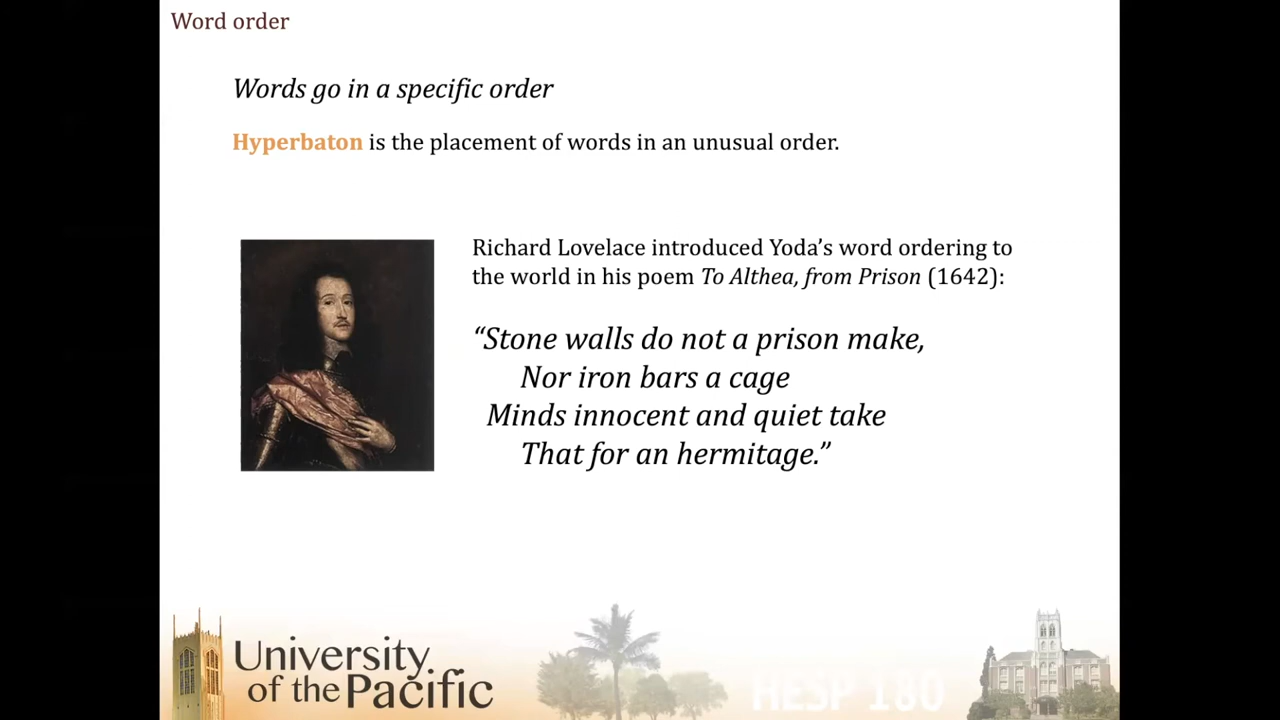 Word order
Words go in a specific order
Hyperbaton is the placement of words in an unusual order.
Richard Lovelace introduced Yoda’s word ordering to
the world in his poem To Althea, from Prison (1642):
“Stone walls do not a prison make,
Nor iron bars a cage
Minds innocent and quiet take
That for an hermitage.”
University
of the Pacific
HESP 180